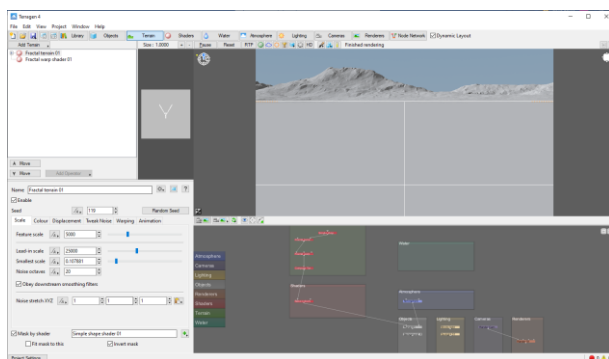 Terragen 4
File Edit View Project Window Help
Library Objects Terrain Shaders Water Atmosphere Lighting Cameras Renderers Node Network Dynamic Layout
Add Terrain Size: 1.0000 Pause Reset RTP HD Finished rendering
Fractal terrain 01
Fractal warp shader 01
Move
Move Add Operator
Name Fractal terrain 01
Enable
Seed 110 Random Seed
Scale Colour Displacement Tweak Noise Warping Animation
Feature scale 5000
Lead-in scale 25000
Smallest scale
Noise octaves 20
Obey downstream smoothing filters
Noise stretch XYZ 1 1 1
Mask by shader Simple shape shader 01
Fit mask to this Invert mask
Project Settings
Atmosphere
Cameras
Lighting
Objects
Renderers
Shaders
Terrain
Water
Water
Shaders
Atmosphere
Objects Lighting Cameras Renderers